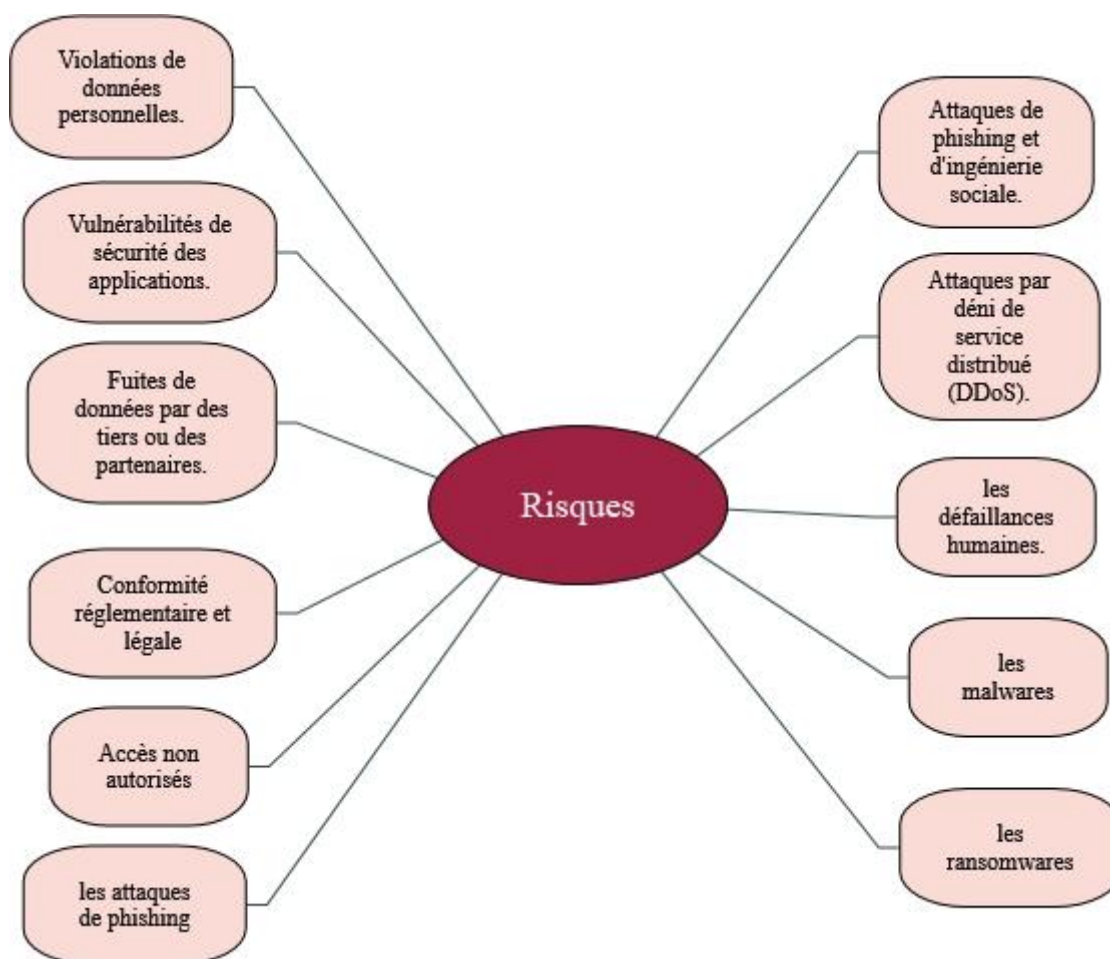 Violations de
données
personnelles.
Vulnérabilités de
sécurité des
applications.
Fuites de
données par des
tiers ou des
partenaires.
Conformité
réglementaire et
légale
Accès non
autorisés
les attaques
de phishing
Risques
Attaques de
phishing et
d'ingénierie
sociale.
Attaques par
déni de
service
distribué
(DDoS).
les
défaillances
humaines.
les
malwares
les
ransomwares